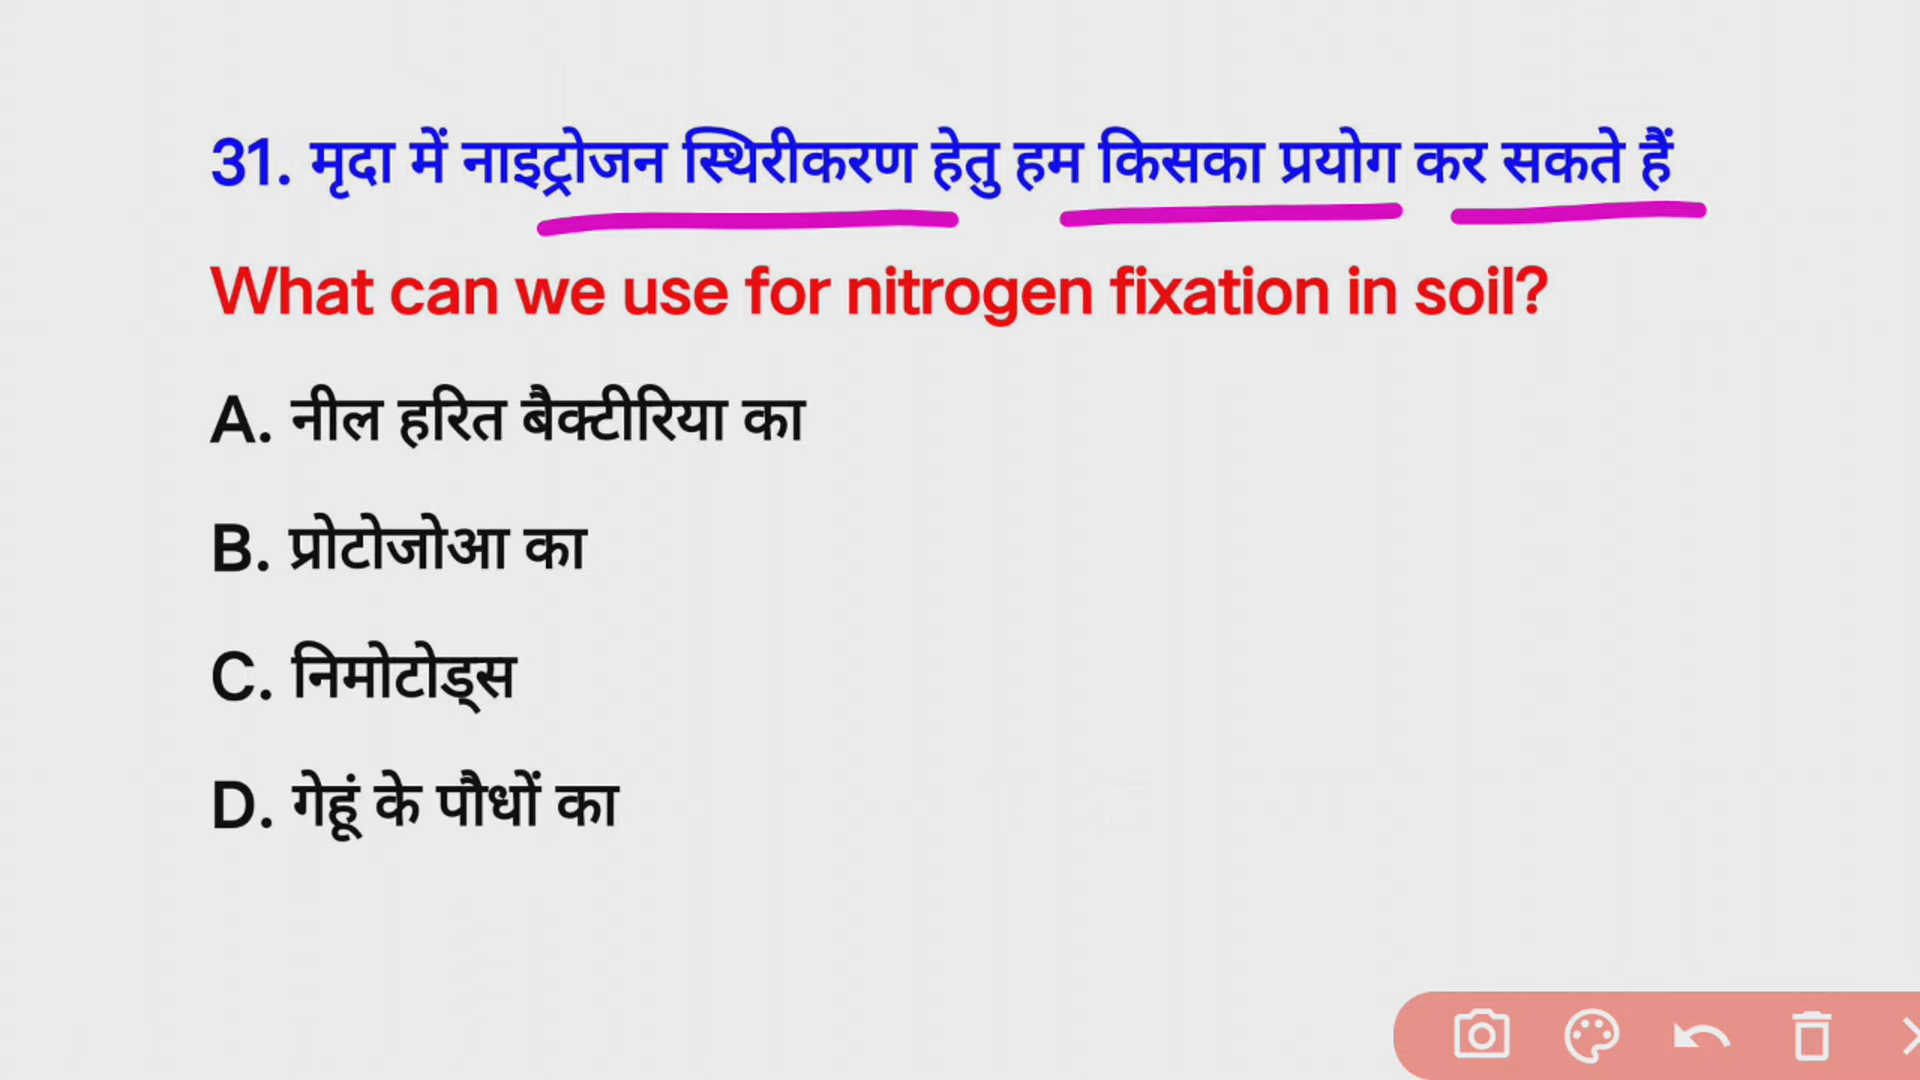 31. मृदा में नाइट्रोजन स्थिरीकरण हेतु हम किसका प्रयोग कर सकते हैं
What can we use for nitrogen fixation in soil?
A. नील हरित बैक्टीरिया का
B. प्रोटोजोआ का
C. निमोटोड्स
D. गेहूं के पौधों का